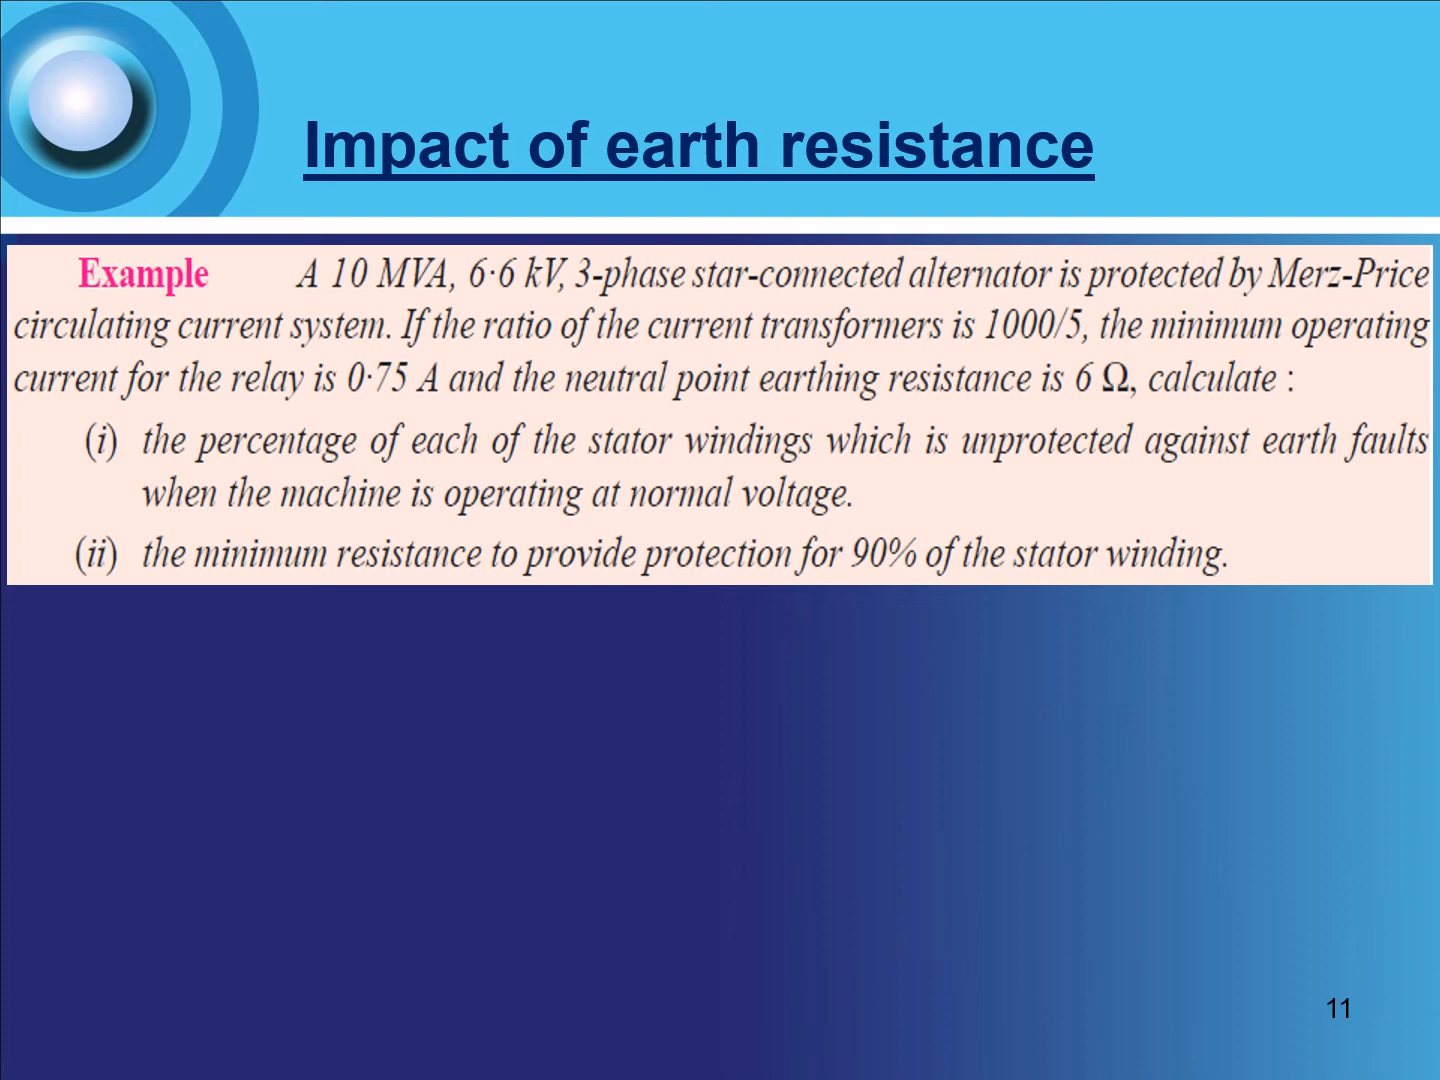 Impact of earth resistance
Example A 10 MVA, 6·6 kV, 3-phase star-connected alternator is protected by Merz-Price
circulating current system. If the ratio of the current transformers is 1000/5, the minimum operating
current for the relay is 0·75 A and the neutral point earthing resistance is 6 Ω, calculate :
(i) the percentage of each of the stator windings which is unprotected against earth faults
when the machine is operating at normal voltage.
(ii) the minimum resistance to provide protection for 90% of the stator winding.
11